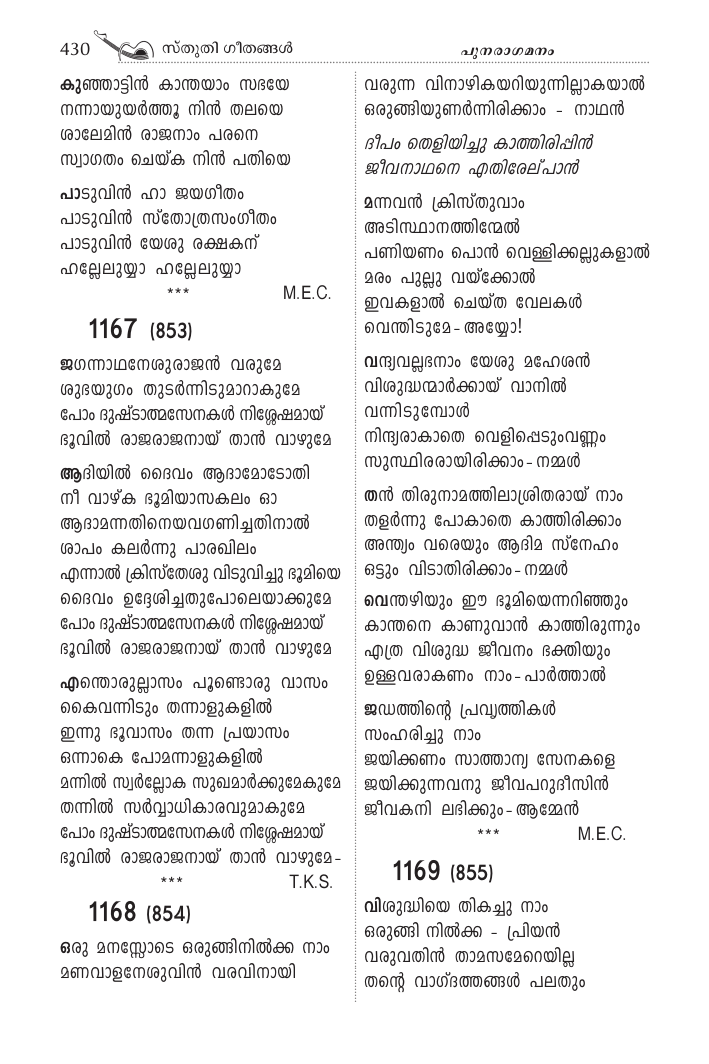 430 സ്തുതി ഗീതങ്ങൾ പുനരാഗമനം
കുഞ്ഞാട്ടിൻ കാന്തയാം സഭയേ
നന്നായുയർത്തൂ നിൻ തലയെ
ശാലേമിൻ രാജനാം പരനെ
സ്വാഗതം ചെയ്ക നിൻ പതിയെ
പാടുവിൻ ഹാ ജയഗീതം
പാടുവിൻ സ്തോത്രസംഗീതം
പാടുവിൻ യേശു രക്ഷകന്
ഹല്ലേലുയ്യാ ഹല്ലേലുയ്യാ
*** M.E.C.
1167 (853)
ജഗന്നാഥനേശുരാജൻ വരുമേ
ശുഭയുഗം തുടർന്നിടുമാറാകുമേ
പോം ദുഷ്ടാത്മസേനകൾ നിശ്ശേഷമായ്
ഭൂവിൽ രാജരാജനായ് താൻ വാഴുമേ
ആദിയിൽ ദൈവം ആദാമോടോതി
നീ വാഴ്ക ഭൂമിയാസകലം ഓ
ആദാമന്നതിനെയവഗണിച്ചതിനാൽ
ശാപം കലർന്നു പാരഖിലം
എന്നാൽ ക്രിസ്തേശു വിടുവിച്ചു ഭൂമിയെ
ദൈവം ഉദ്ദേശിച്ചതുപോലെയാക്കുമേ
പോം ദുഷ്ടാത്മസേനകൾ നിശ്ശേഷമായ്
ഭൂവിൽ രാജരാജനായ് താൻ വാഴുമേ
എന്തൊരുല്ലാസം പൂണ്ടൊരു വാസം
കൈവന്നിടും തന്നാളുകളിൽ
ഇന്നു ഭൂവാസം തന്ന പ്രയാസം
ഒന്നാകെ പോമന്നാളുകളിൽ
മന്നിൽ സ്വർല്ലോക സുഖമാർക്കുമേകുമേ
തന്നിൽ സർവ്വാധികാരവുമാകുമേ
പോം ദുഷ്ടാത്മസേനകൾ നിശ്ശേഷമായ്
ഭൂവിൽ രാജരാജനായ് താൻ വാഴുമേ-
*** T.K.S.
1168 (854)
ഒരു മനസ്സോടെ ഒരുങ്ങിനിൽക്ക നാം
മണവാളനേശുവിൻ വരവിനായി
വരുന്ന വിനാഴികയറിയുന്നില്ലാകയാൽ
ഒരുങ്ങിയുണർന്നിരിക്കാം - നാഥൻ
ദീപം തെളിയിച്ചു കാത്തിരിപ്പിൻ
ജീവനാഥനെ എതിരേല്പാൻ
മന്നവൻ ക്രിസ്തുവാം
അടിസ്ഥാനത്തിന്മേൽ
പണിയണം പൊൻ വെള്ളിക്കല്ലുകളാൽ
മരം പുല്ലു വയ്ക്കോൽ
ഇവകളാൽ ചെയ്ത വേലകൾ
വെന്തിടുമേ-അയ്യോ!
വന്ദ്യവല്ലഭനാം യേശു മഹേശൻ
വിശുദ്ധന്മാർക്കായ് വാനിൽ
വന്നിടുമ്പോൾ
നിന്ദ്യരാകാതെ വെളിപ്പെടുംവണ്ണം
സുസ്ഥിരരായിരിക്കാം-നമ്മൾ
തൻ തിരുനാമത്തിലാശ്രിതരായ് നാം
തളർന്നു പോകാതെ കാത്തിരിക്കാം
അന്ത്യം വരെയും ആദിമ സ്നേഹം
ഒട്ടും വിടാതിരിക്കാം-നമ്മൾ
വെന്തഴിയും ഈ ഭൂമിയെന്നറിഞ്ഞും
കാന്തനെ കാണുവാൻ കാത്തിരുന്നും
എത്ര വിശുദ്ധ ജീവനം ഭക്തിയും
ഉള്ളവരാകണം നാം-പാർത്താൽ
ജഡത്തിന്റെ പ്രവൃത്തികൾ
സംഹരിച്ചു നാം
ജയിക്കണം സാത്താന്യ സേനകളെ
ജയിക്കുന്നവനു ജീവപറുദീസിൻ
ജീവകനി ലഭിക്കും-ആമ്മേൻ
*** M.E.C.
1169 (855)
വിശുദ്ധിയെ തികച്ചു നാം
ഒരുങ്ങി നിൽക്ക - പ്രിയൻ
വരുവതിൻ താമസമേറെയില്ല
തന്റെ വാഗ്ദത്തങ്ങൾ പലതും